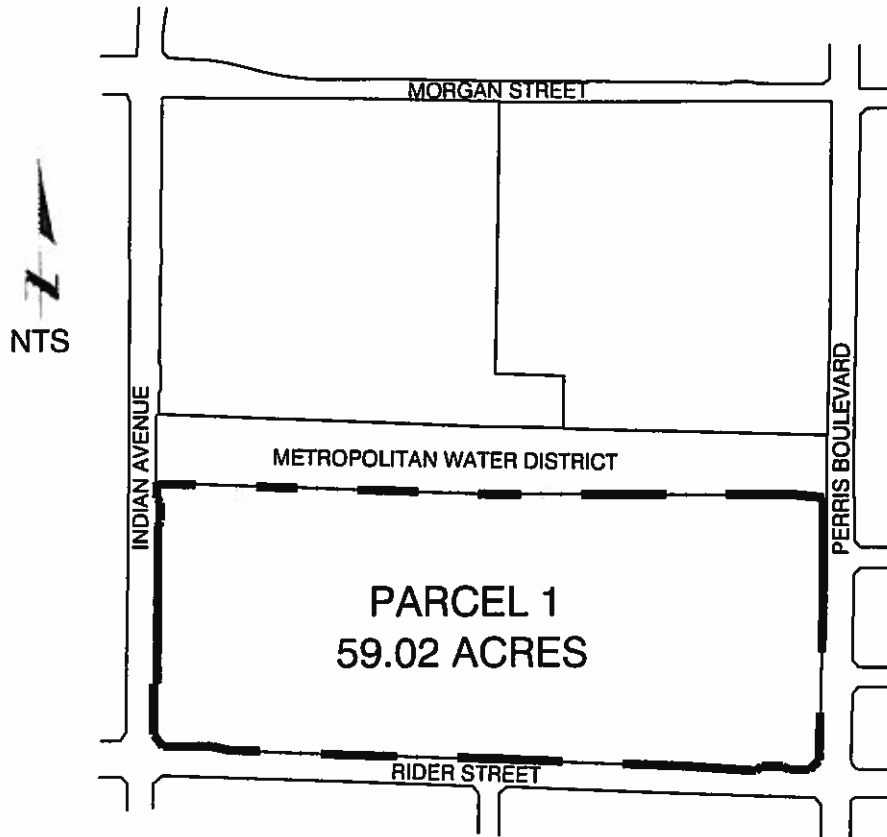 MORGAN STREET
N
NTS
INDIAN AVENUE
METROPOLITAN WATER DISTRICT
PERRIS BOULEVARD
PARCEL 1
59.02 ACRES
RIDER STREET